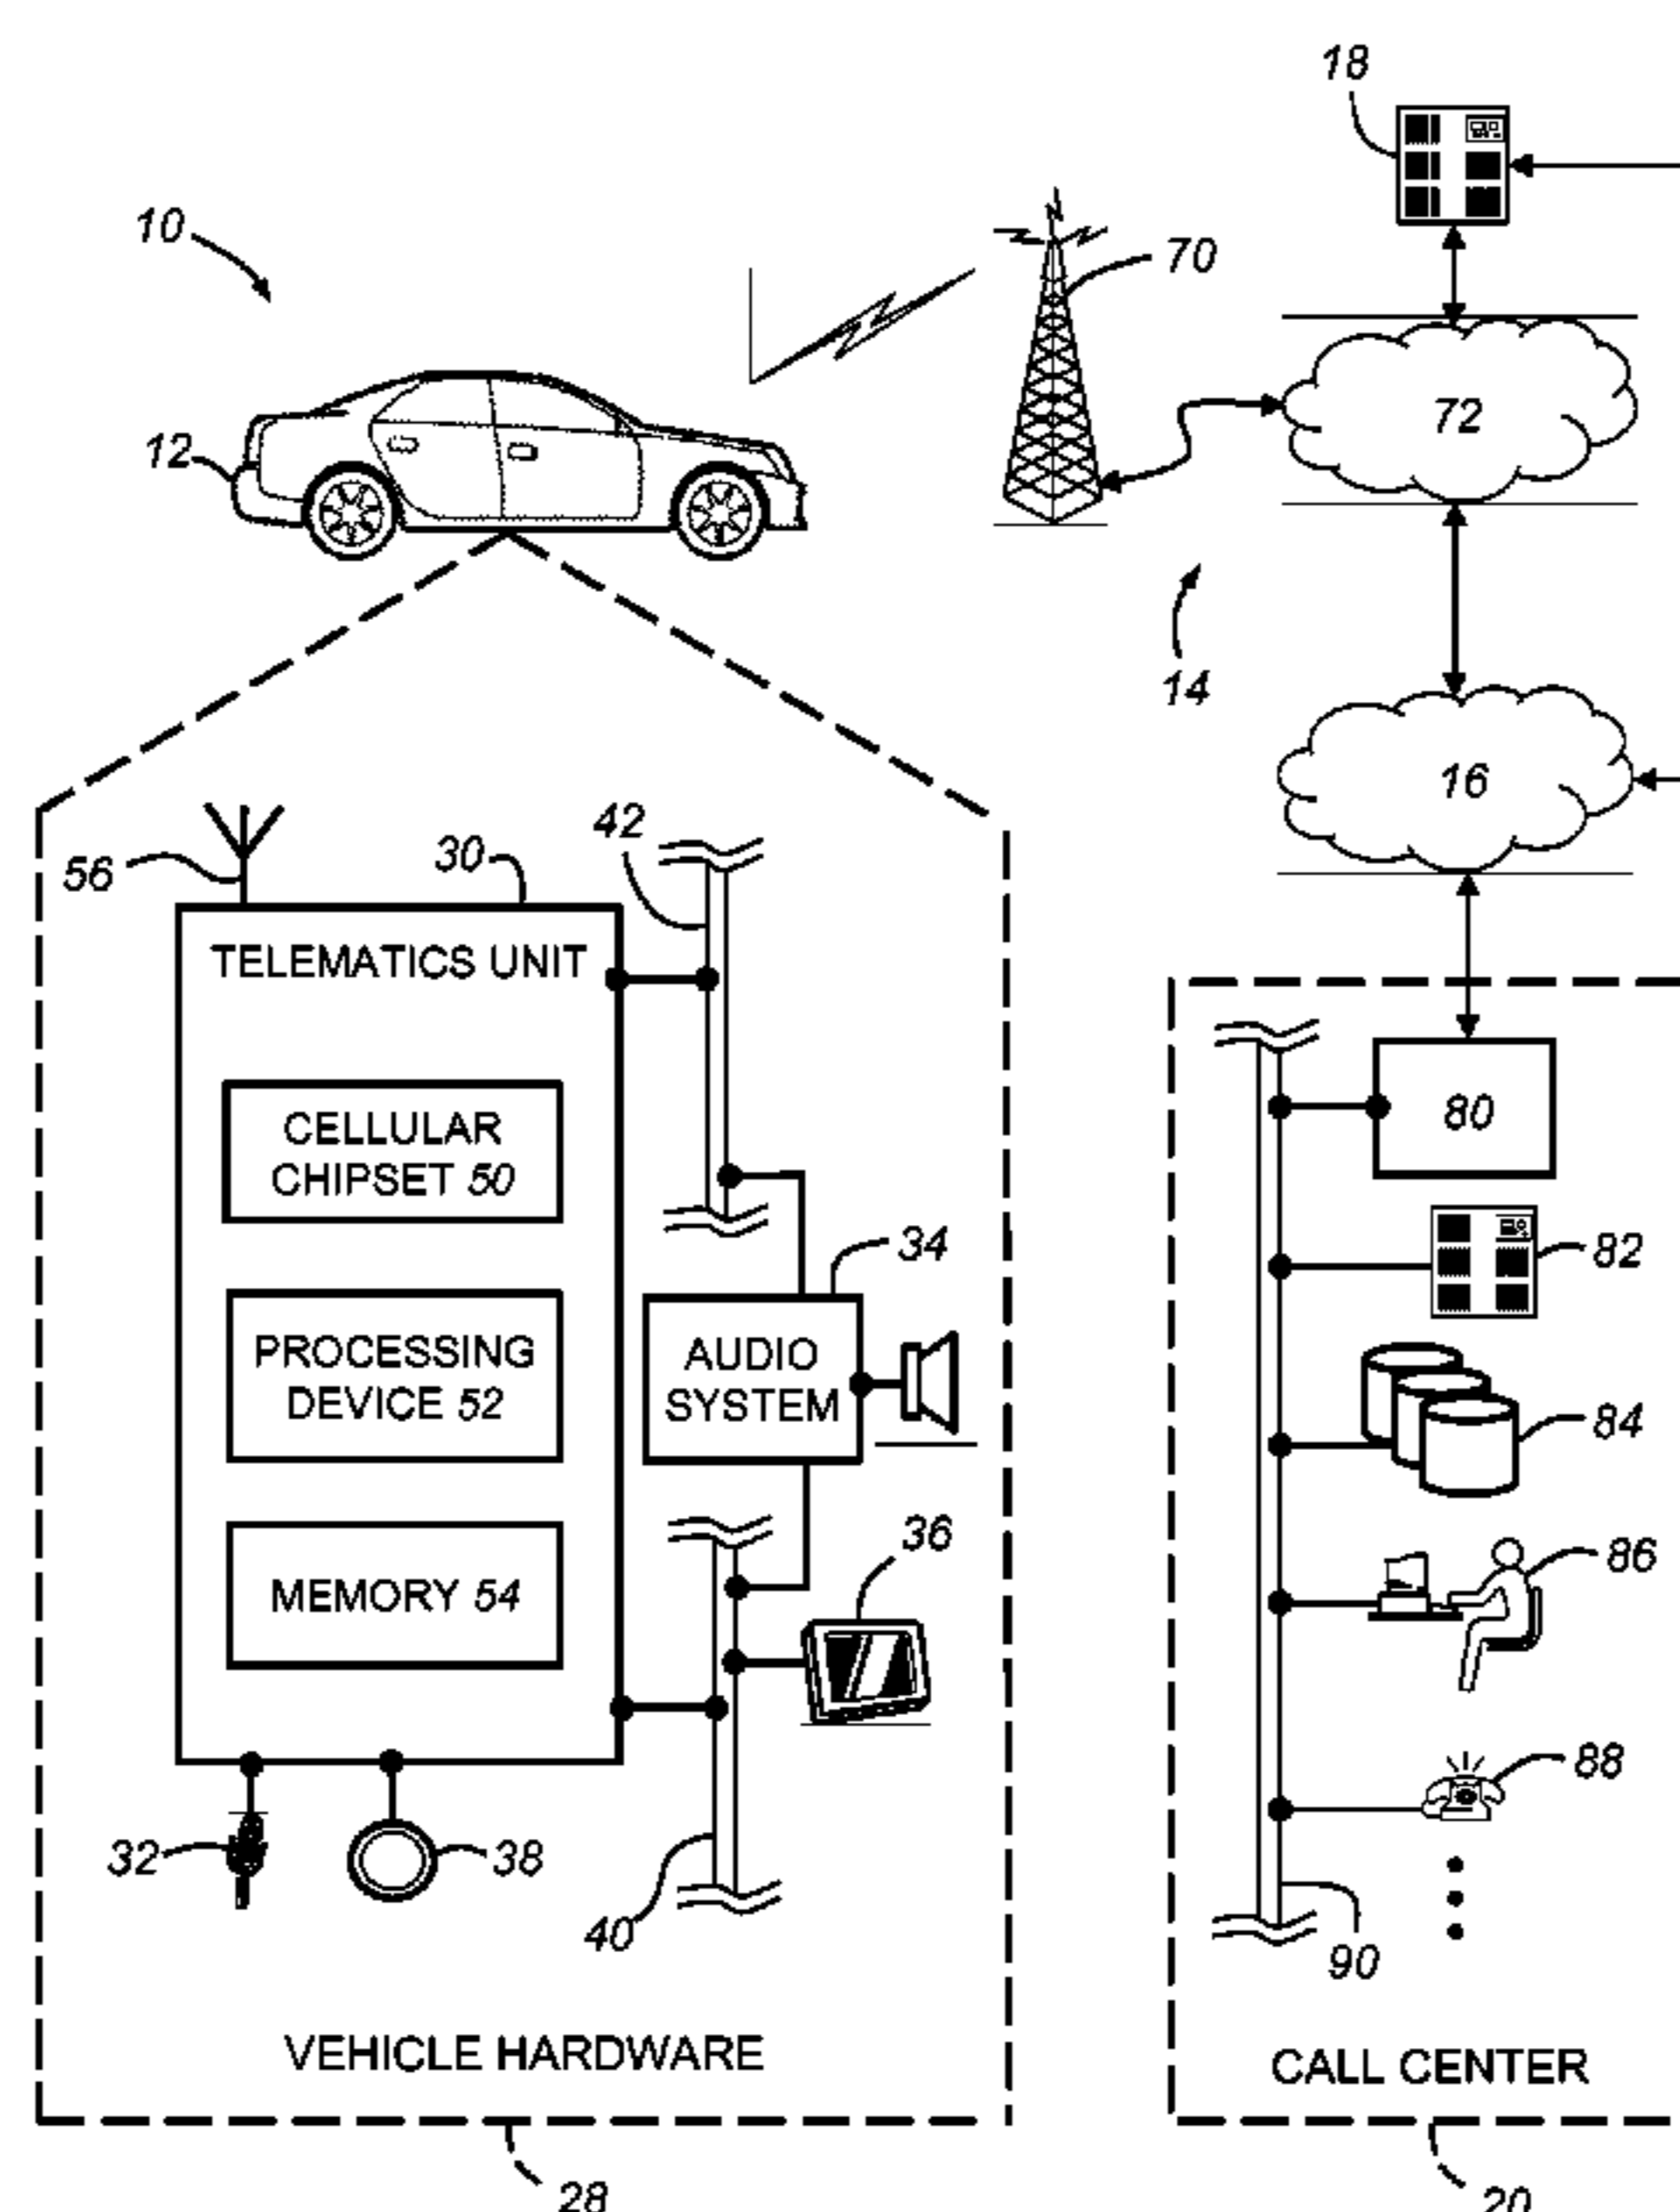 18
10
70
12
72
14
16
42
30
56
TELEMATICS UNIT
CELLULAR
CHIPSET 50
PROCESSING
DEVICE 52
MEMORY 54
34
AUDIO
SYSTEM
36
32
38
40
VEHICLE HARDWARE
28
80
82
84
86
88
90
CALL CENTER
20